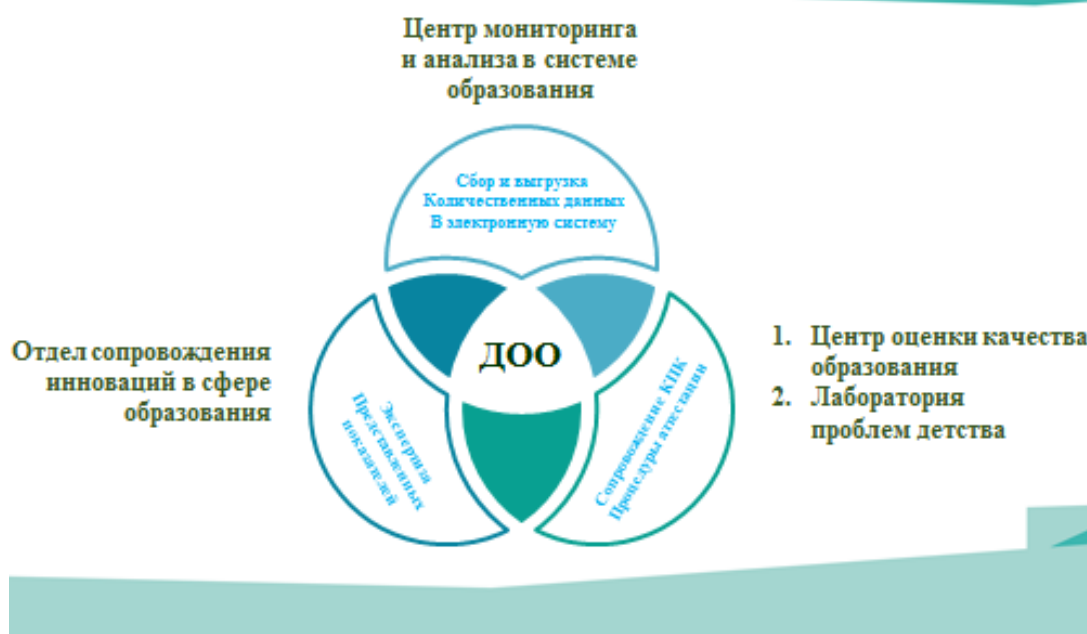 Центр мониторинга
и анализа в системе
образования
Сбор и выгрузка
Количественных данных
В электронную систему
ДОО
Отдел сопровождения
инноваций в сфере
образования
Экспертиза
Представленных
показателей
Сопровождение КПК
Процедуры аттестации
1. Центр оценки качества
образования
2. Лаборатория
проблем детства